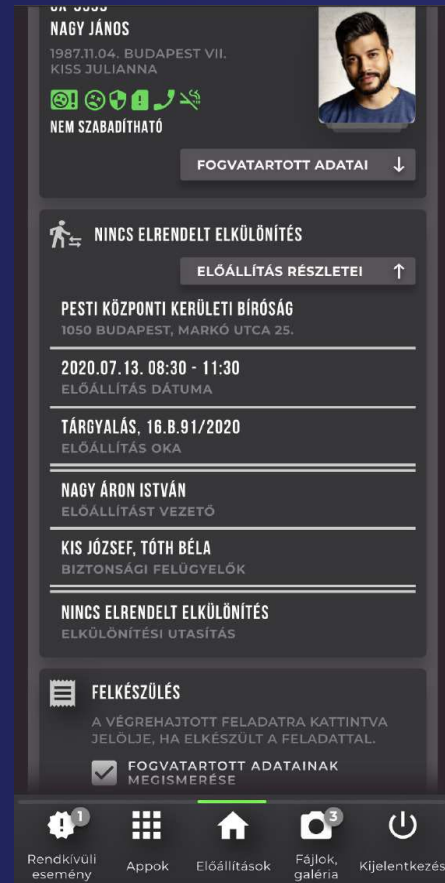 NAGY JÁNOS
1987.11.04. BUDAPEST VII.
KISS JULIANNA
NEM SZABADÍTHATÓ
FOGVATARTOTT ADATAI
NINCS ELRENDELT ELKÜLÖNÍTÉS
ELŐÁLLÍTÁS RÉSZLETEI
PESTI KÖZPONTI KERÜLETI BÍRÓSÁG
1050 BUDAPEST, MARKÓ UTCA 25.
2020.07.13. 08:30 - 11:30
ELŐÁLLÍTÁS DÁTUMA
TÁRGYALÁS, 16.B.91/2020
ELŐÁLLÍTÁS OKA
NAGY ÁRON ISTVÁN
ELŐÁLLÍTÁST VEZETŐ
KIS JÓZSEF, TÓTH BÉLA
BIZTONSÁGI FELÜGYELŐK
NINCS ELRENDELT ELKÜLÖNÍTÉS
ELKÜLÖNÍTÉSI UTASÍTÁS
FELKÉSZÜLÉS
A VÉGREHAJTOTT FELADATRA KATTINTVA
JELÖLJE, HA ELKÉSZÜLT A FELADATTAL.
FOGVATARTOTT ADATAINAK
MEGISMERÉSE
1
3
Rendkívüli
esemény
Appok
Előállítások
Fájlok,
galéria
Kijelentkezés